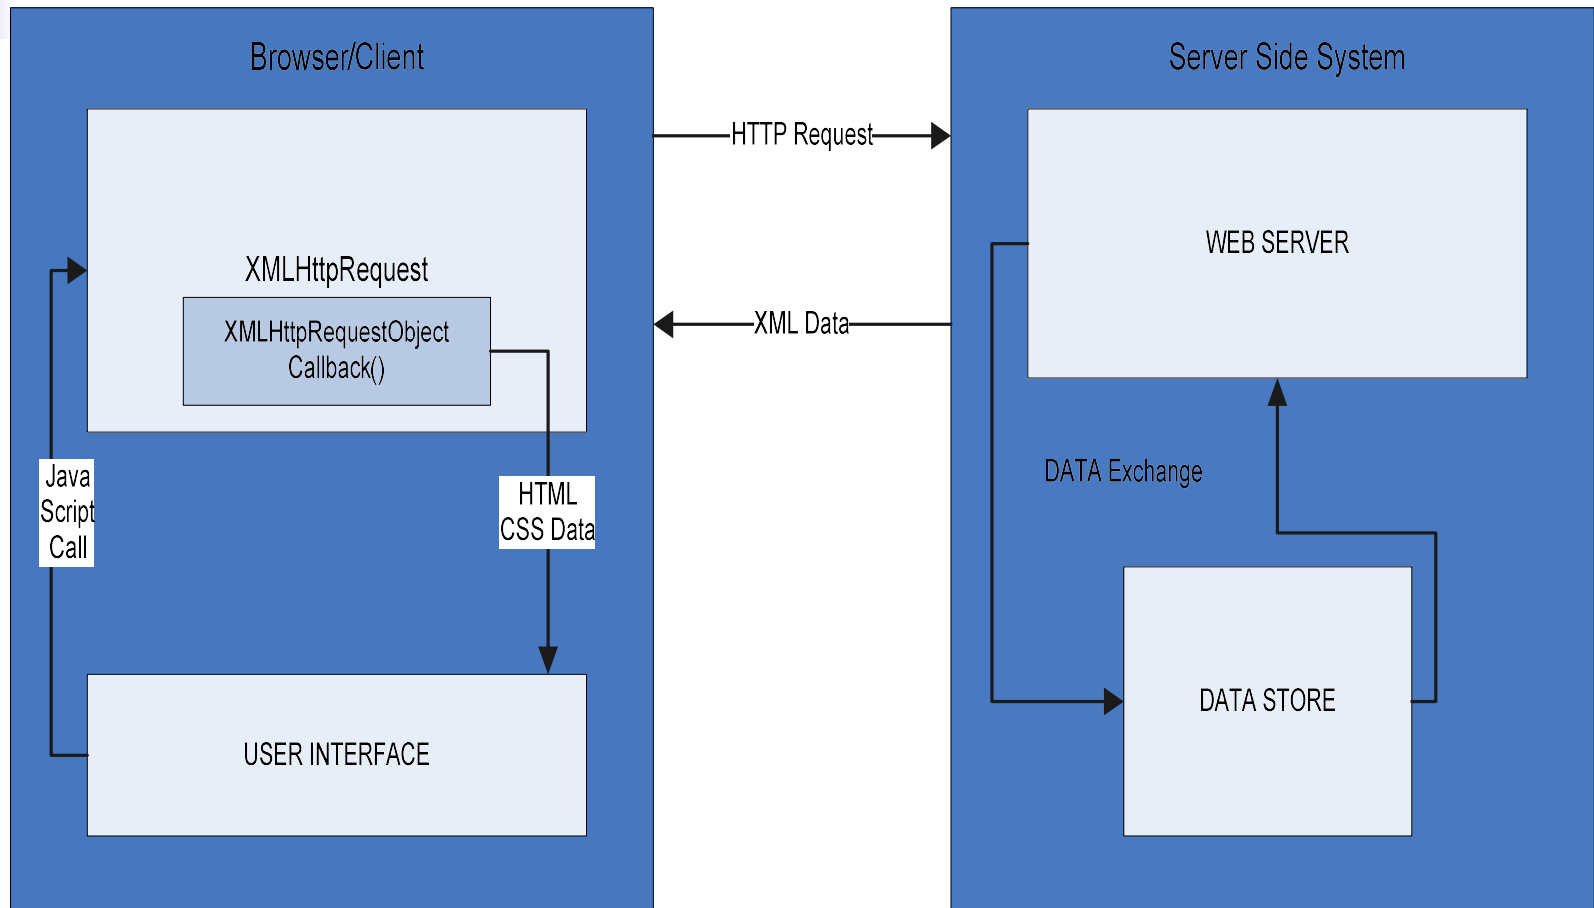 Browser/Client
XMLHttpRequest
XMLHttpRequestObject
Callback()
Java
Script
Call
HTML
CSS Data
USER INTERFACE
HTTP Request
XML Data
Server Side System
WEB SERVER
DATA Exchange
DATA STORE